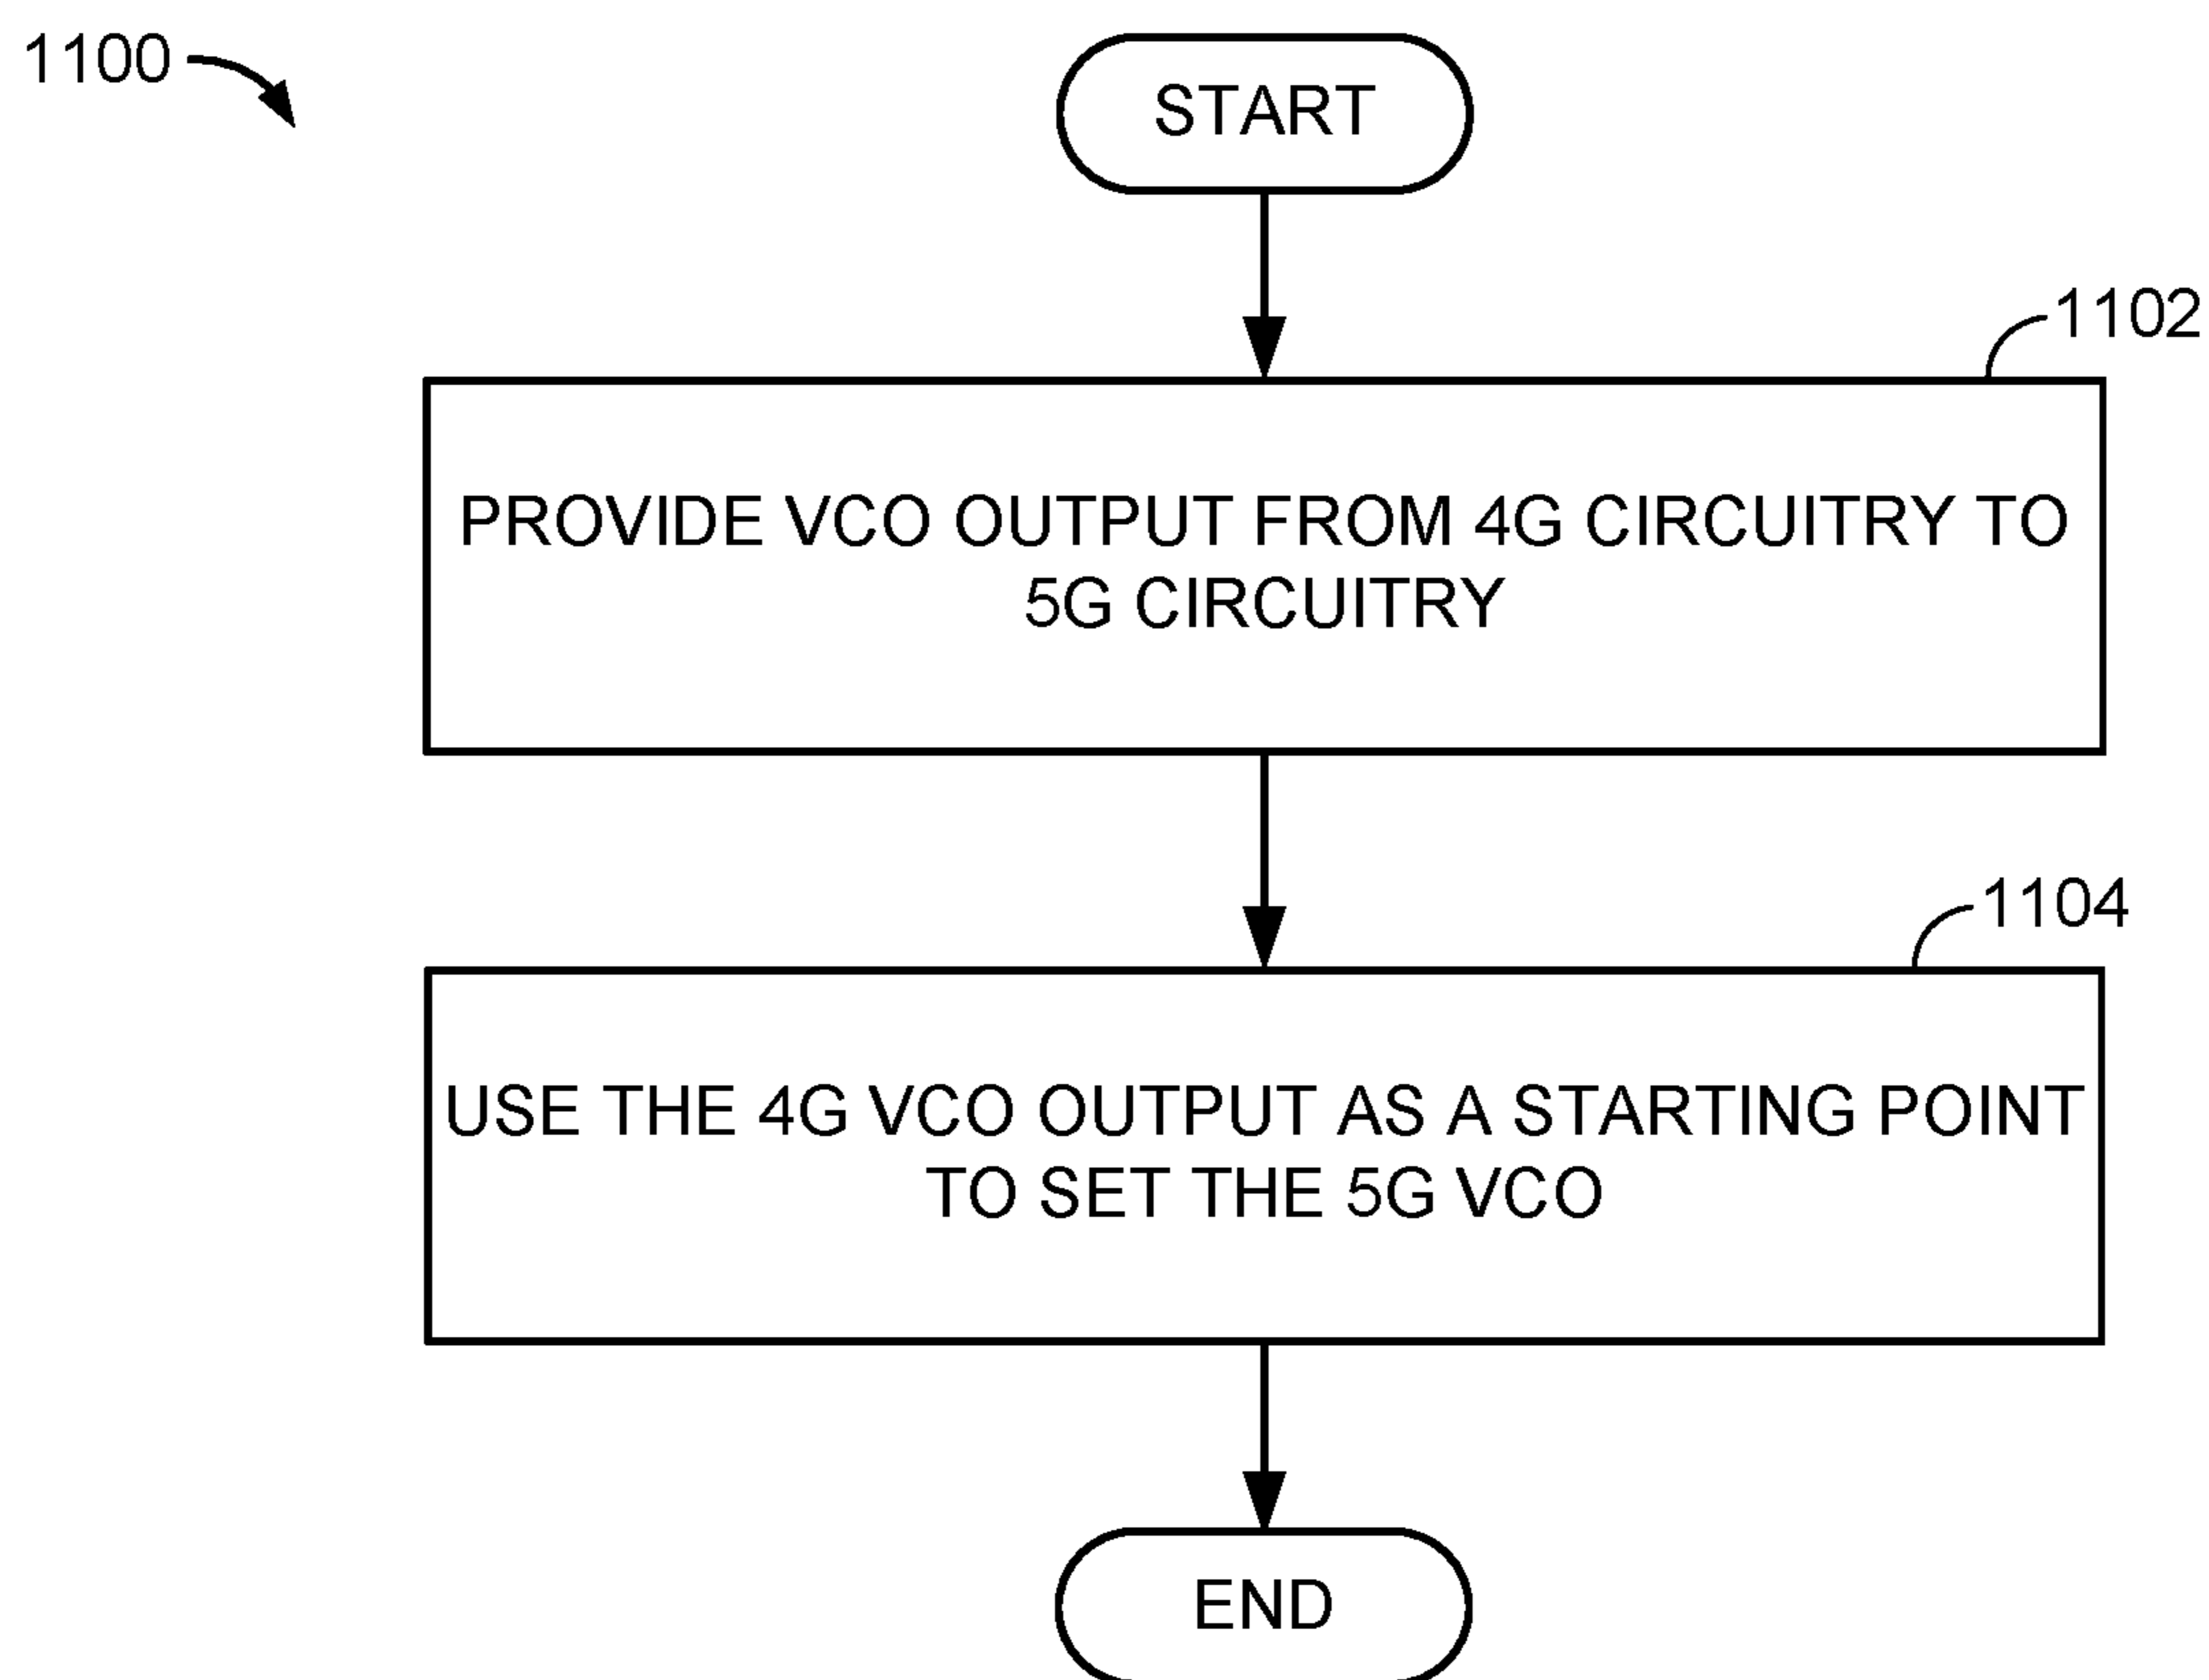 1100
START
1102
PROVIDE VCO OUTPUT FROM 4G CIRCUITRY TO
5G CIRCUITRY
1104
USE THE 4G VCO OUTPUT AS A STARTING POINT
TO SET THE 5G VCO
END